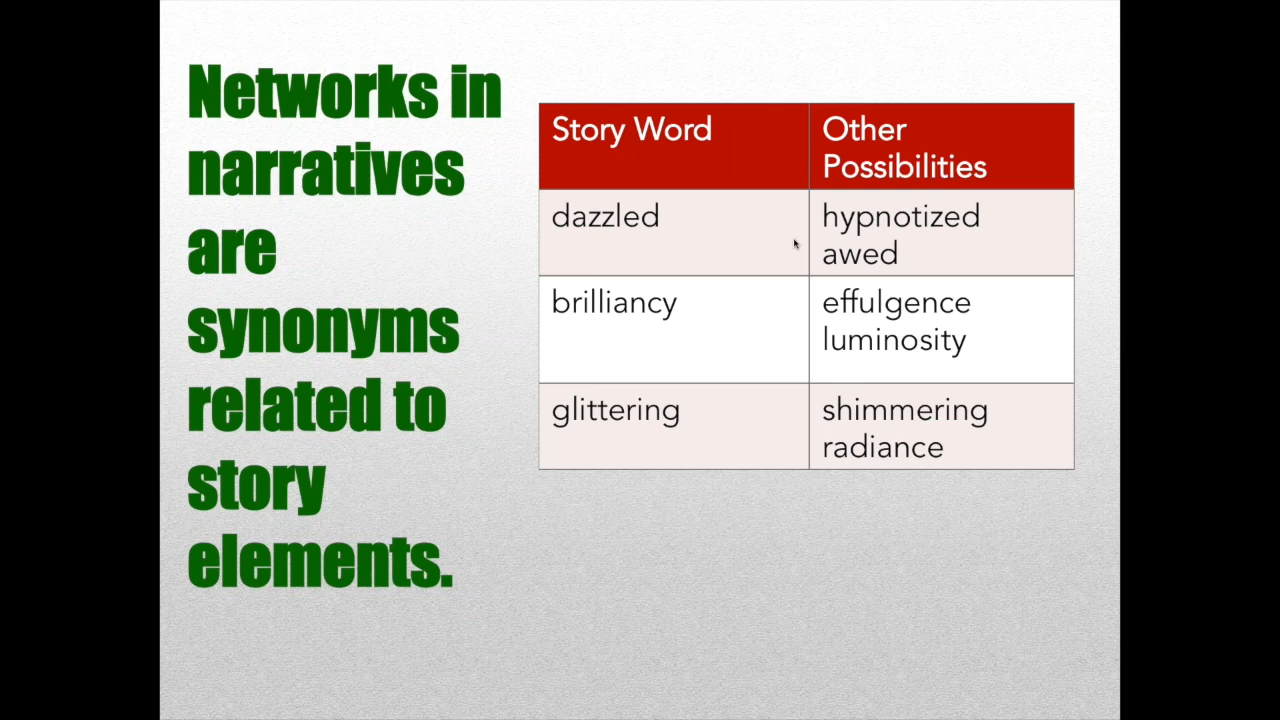 Networks in
narratives
are
synonyms
related to
story
elements.
Story Word
Other
Possibilities
dazzled
hypnotized
awed
brilliancy
effulgence
luminosity
glittering
shimmering
radiance